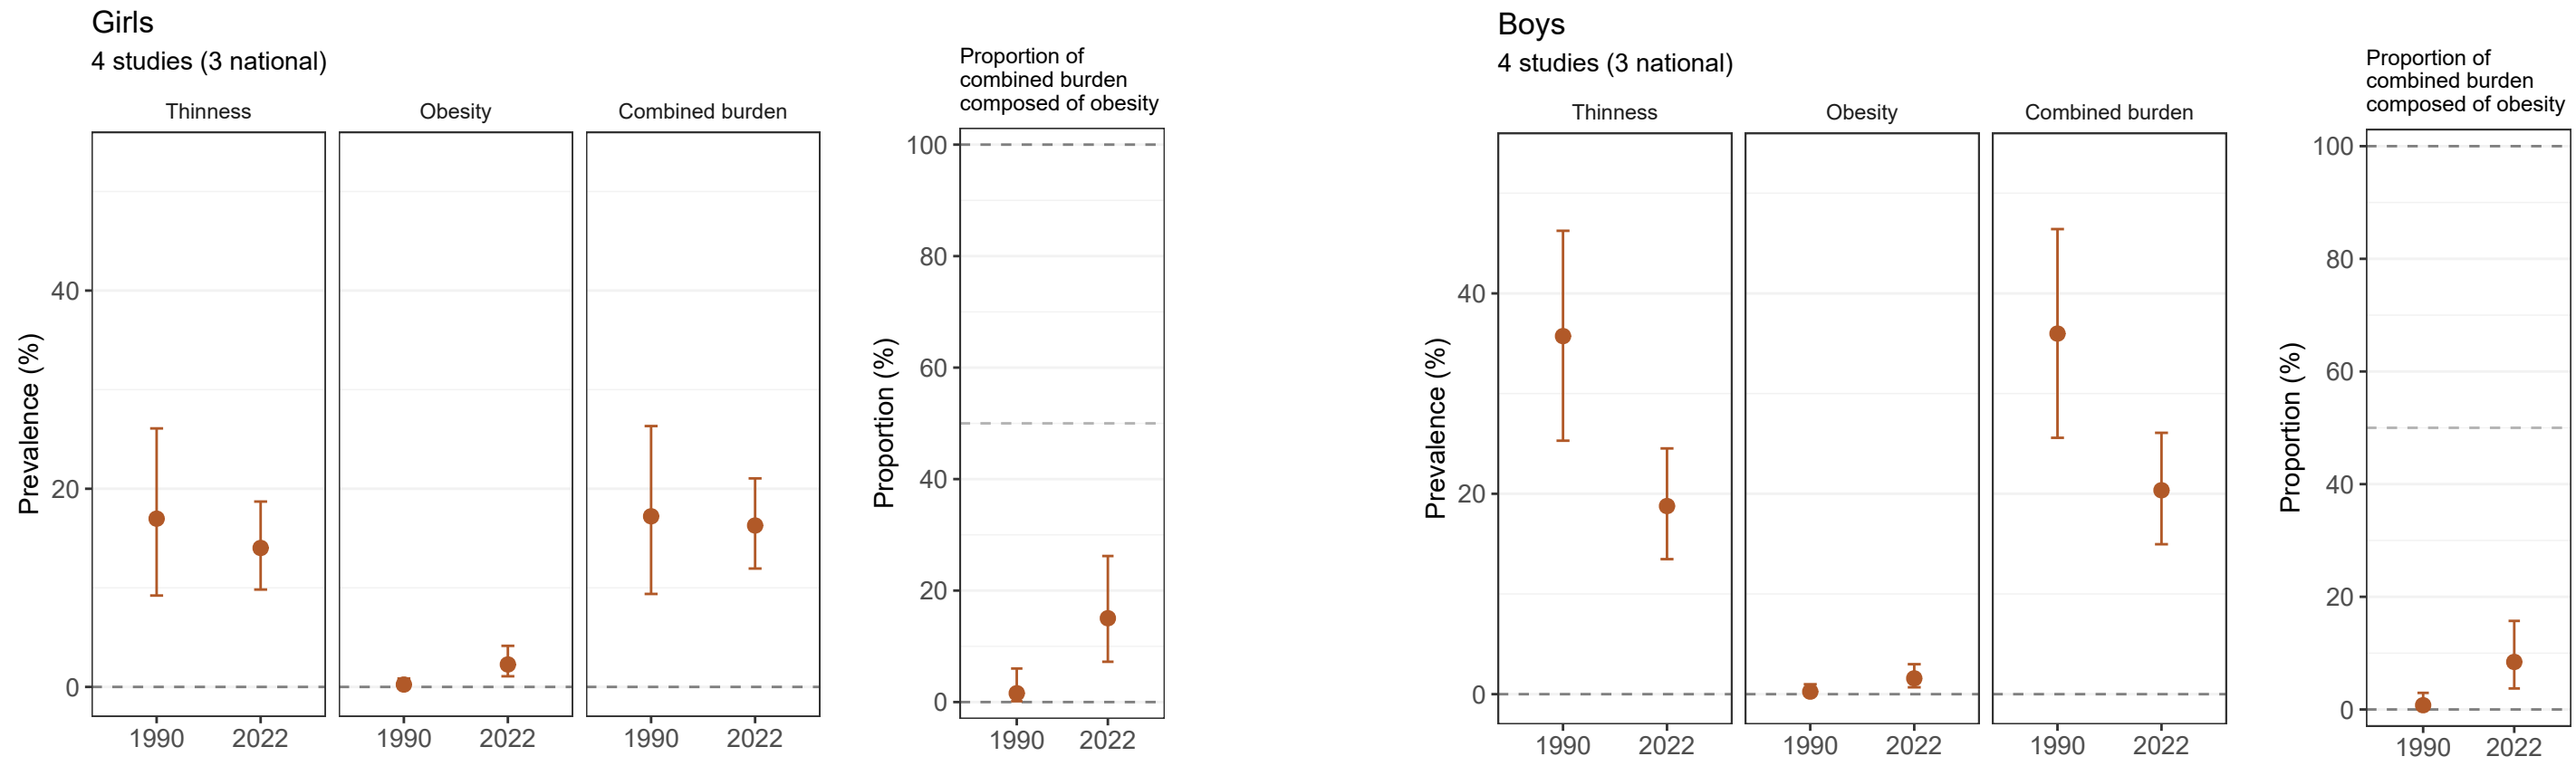 Girls
4 studies (3 national)
Thinness
Obesity
Combined burden
Prevalence (%)
40
20
0
1990 2022
1990 2022
1990 2022
Proportion of
combined burden
composed of obesity
Proportion (%)
100
80
60
40
20
0
1990 2022
Boys
4 studies (3 national)
Thinness
Obesity
Combined burden
Prevalence (%)
40
20
0
1990 2022
1990 2022
1990 2022
Proportion of
combined burden
composed of obesity
Proportion (%)
100
80
60
40
20
0
1990 2022